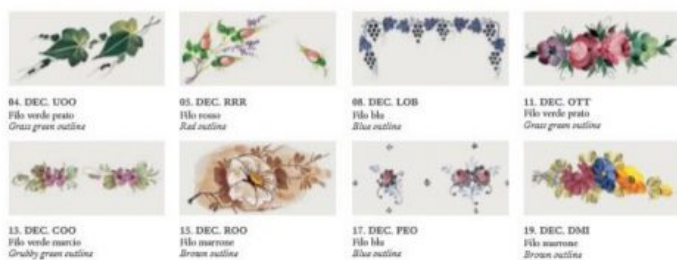 04. DEC. UOO
Filo verde prato
Grass green outline
05. DEC. RRR
Filo rosso
Red outline
08. DEC. LOB
Filo blu
Blue outline
11. DEC. OTT
Filo verde prato
Grass green outline
13. DEC. COO
Filo verde marcio
Grubby green outline
15. DEC. ROO
Filo marrone
Brown outline
17. DEC. PEO
Filo blu
Blue outline
19. DEC. DMI
Filo marrone
Brown outline